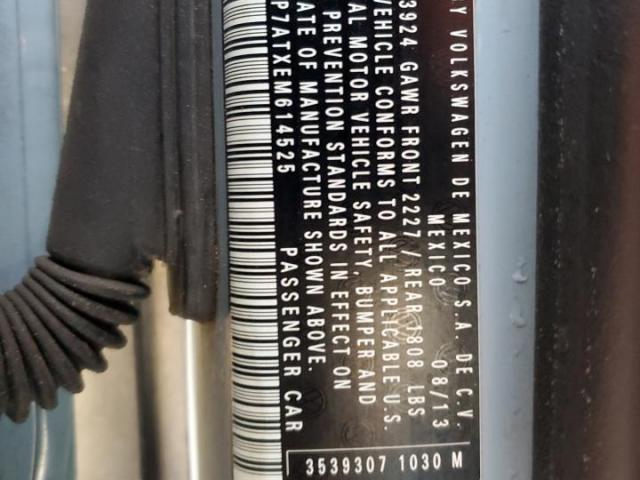 AY VOLKSWAGEN DE MEXICO S.A. DE C.V.
MEXICO 08/13
3924 GAWR FRONT 2227/ REAR 1808 LBS
VEHICLE CONFORMS TO ALL APPLICABLE U.S.
AL MOTOR VEHICLE SAFETY, BUMPER AND
PREVENTION STANDARDS IN EFFECT ON
ATE OF MANUFACTURE SHOWN ABOVE.
P7ATXEM614525 PASSENGER CAR
3539307 1030 M